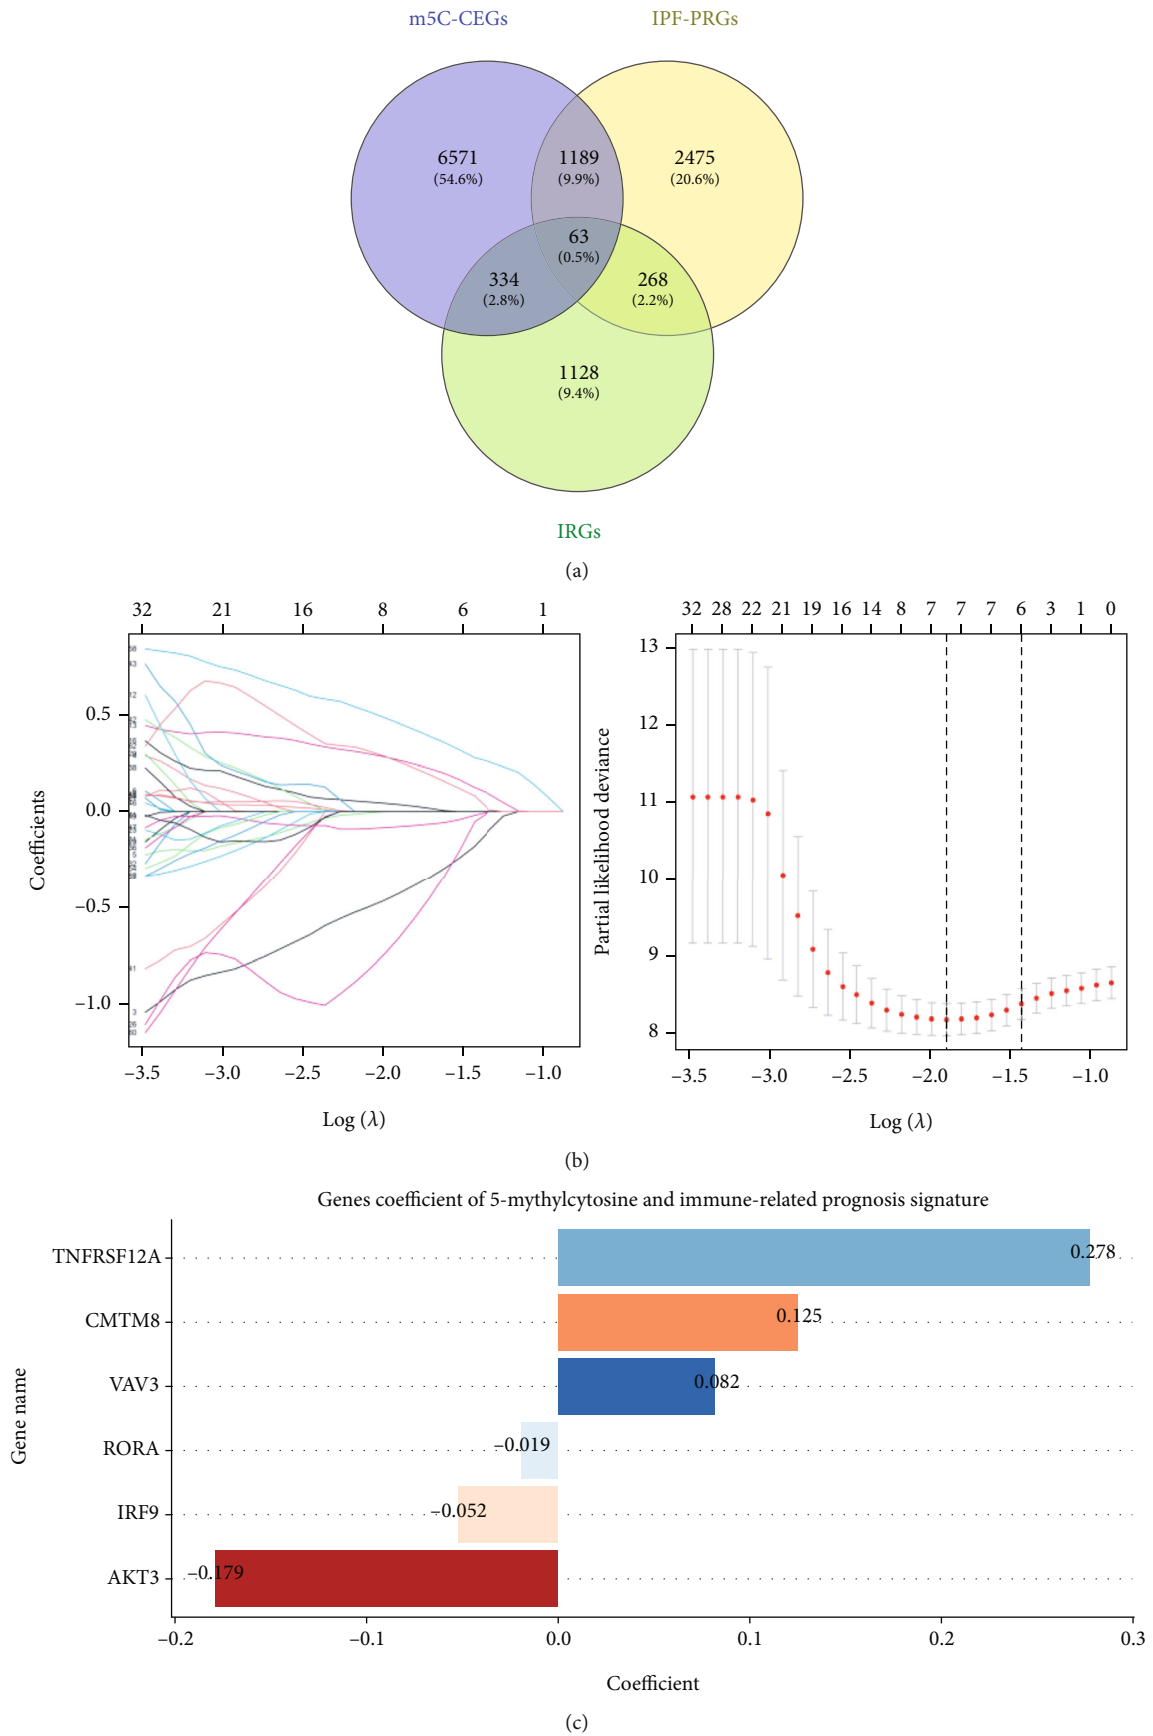 m5C-CEGs IPF-PRGs
6571 1189 2475
(54.6%) (9.9%) (20.6%)
63
(0.5%)
334 268
(2.8%) (2.2%)
1128
(9.4%)
IRGs
(a)
32 21 16 8 6 1
0.5
0.0
−0.5
−1.0
Coefficients
−3.5 −3.0 −2.5 −2.0 −1.5 −1.0
Log (λ)
32 28 22 21 19 16 14 8 7 7 7 6 3 1 0
13
12
11
10
9
8
Partial likelihood deviance
−3.5 −3.0 −2.5 −2.0 −1.5 −1.0
Log (λ)
(b)
Genes coefficient of 5-mythylcytosine and immune-related prognosis signature
Gene name
TNFRSF12A 0.278
CMTM8 0.125
VAV3 0.082
RORA −0.019
IRF9 −0.052
AKT3 −0.179
−0.2 −0.1 0.0 0.1 0.2 0.3
Coefficient
(c)